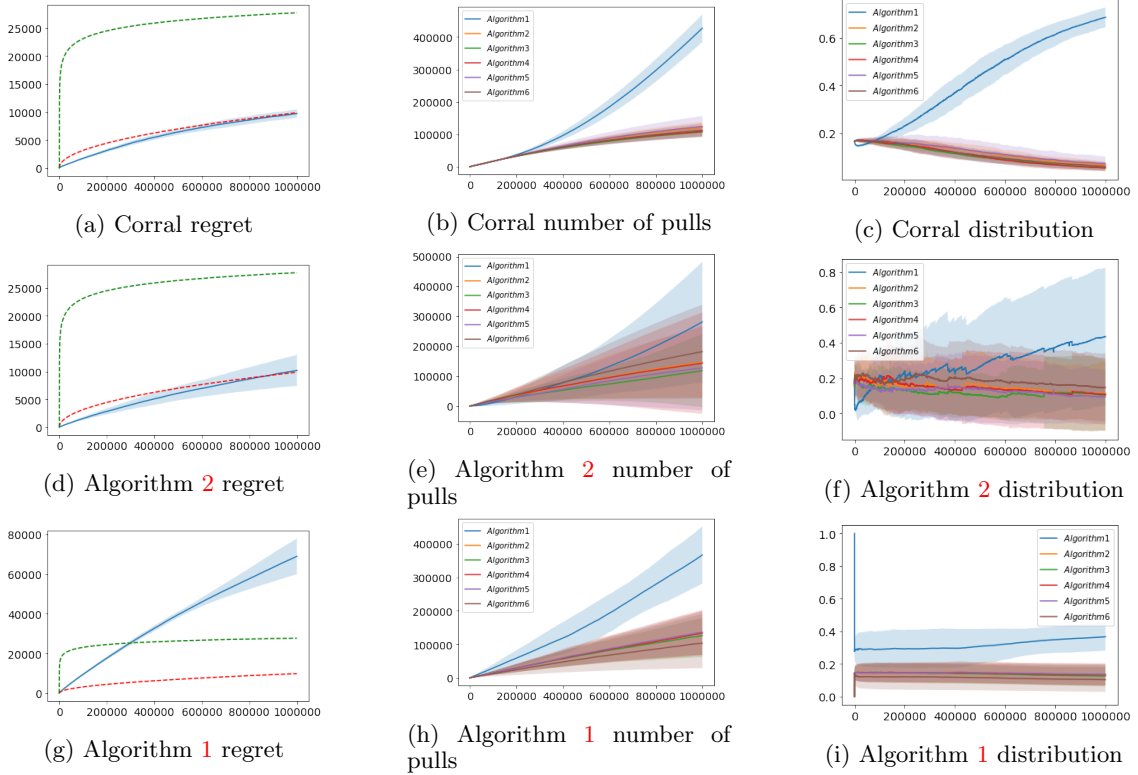 25000
20000
15000
10000
5000
0
0 200000 400000 600000 800000 1000000
(a) Corral regret
400000
300000
200000
100000
0
Algorithm1
Algorithm2
Algorithm3
Algorithm4
Algorithm5
Algorithm6
0 200000 400000 600000 800000 1000000
(b) Corral number of pulls
0.6
0.4
0.2
Algorithm1
Algorithm2
Algorithm3
Algorithm4
Algorithm5
Algorithm6
0 200000 400000 600000 800000 1000000
(c) Corral distribution
25000
20000
15000
10000
5000
0
0 200000 400000 600000 800000 1000000
(d) Algorithm 2 regret
500000
400000
300000
200000
100000
0
Algorithm1
Algorithm2
Algorithm3
Algorithm4
Algorithm5
Algorithm6
0 200000 400000 600000 800000 1000000
(e) Algorithm 2 number of
pulls
0.8
0.6
0.4
0.2
0.0
Algorithm1
Algorithm2
Algorithm3
Algorithm4
Algorithm5
Algorithm6
0 200000 400000 600000 800000 1000000
(f) Algorithm 2 distribution
80000
60000
40000
20000
0
0 200000 400000 600000 800000 1000000
(g) Algorithm 1 regret
400000
300000
200000
100000
0
Algorithm1
Algorithm2
Algorithm3
Algorithm4
Algorithm5
Algorithm6
0 200000 400000 600000 800000 1000000
(h) Algorithm 1 number of
pulls
1.0
0.8
0.6
0.4
0.2
0.0
Algorithm1
Algorithm2
Algorithm3
Algorithm4
Algorithm5
Algorithm6
0 200000 400000 600000 800000 1000000
(i) Algorithm 1 distribution